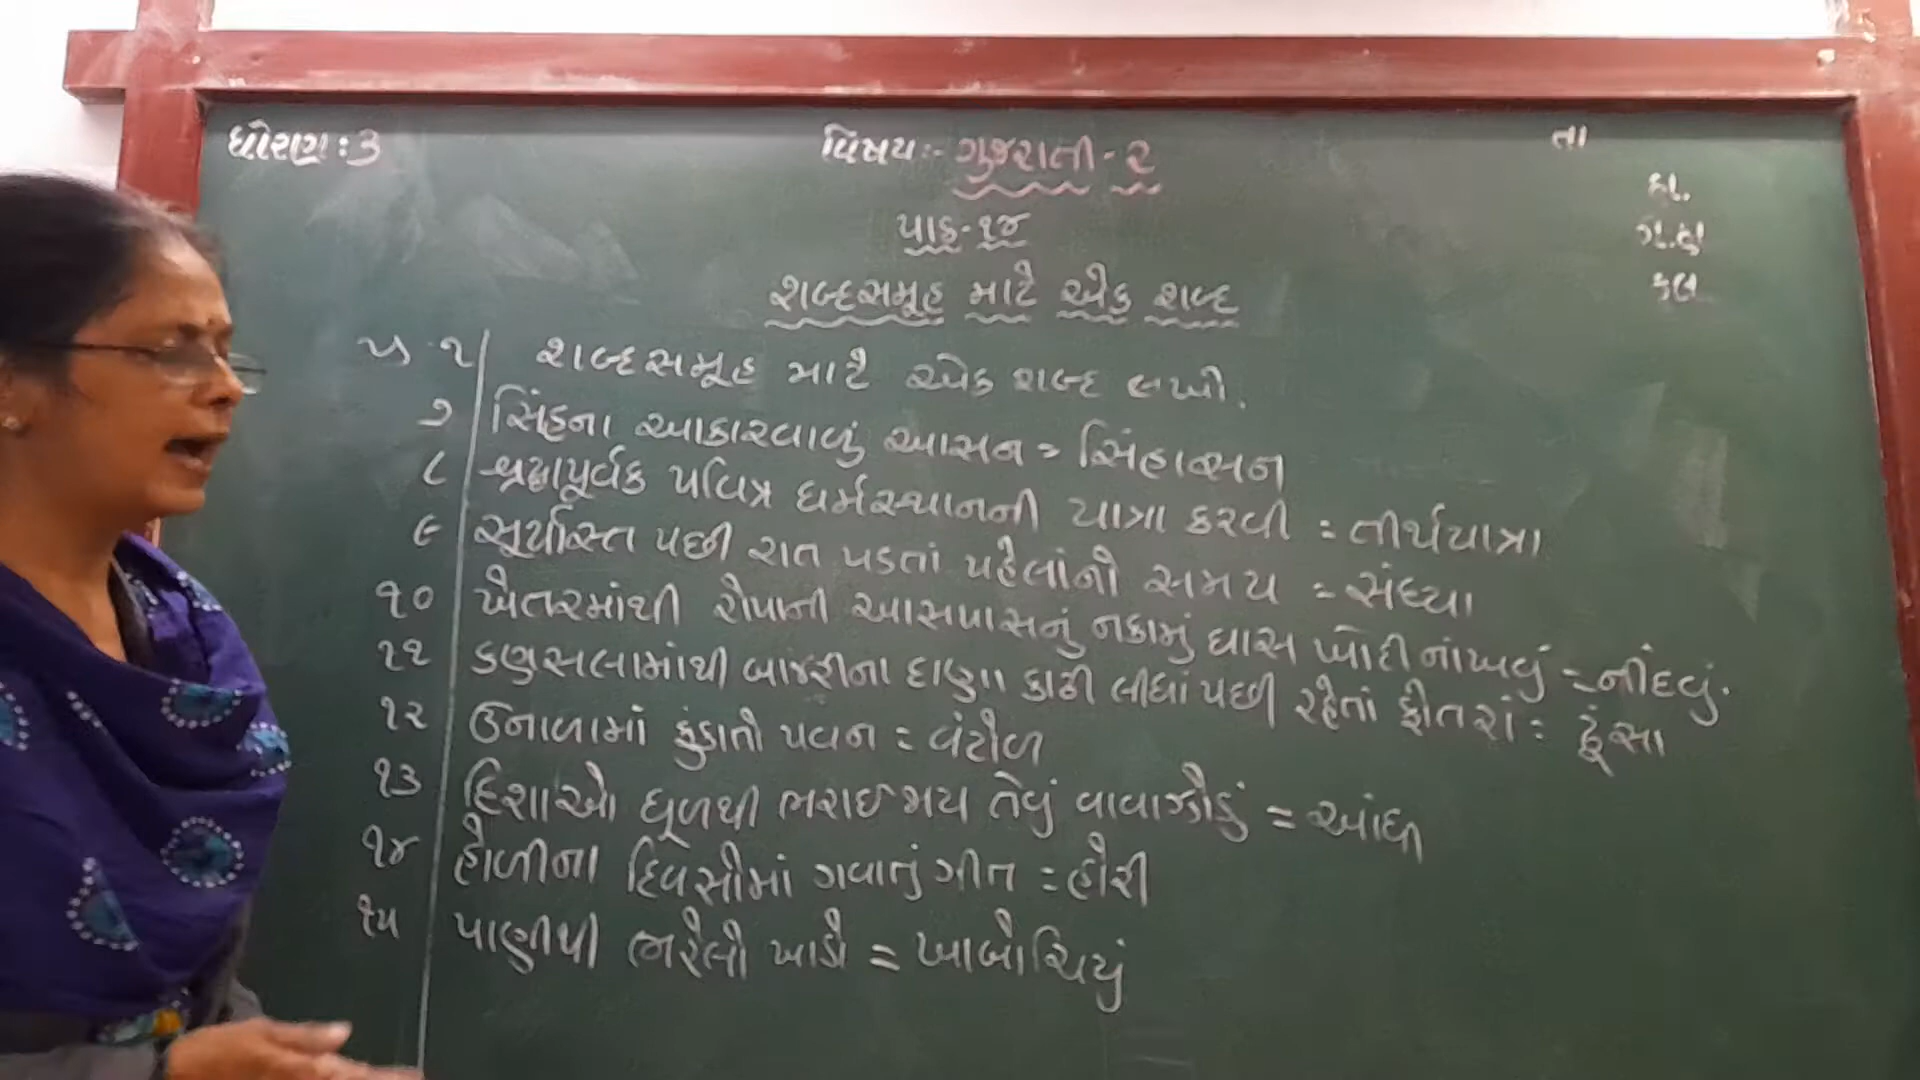 ધોરણ : ૩
વિષય :- ગુજરાતી - ૨
તા
હા.
ગે.હા
કુલ
પાઠ - ૧૪
શબ્દસમૂહ માટે એક શબ્દ
પ્ર ૧ શબ્દસમૂહ માટે એક શબ્દ લખો.
૭ સિંહના આકારવાળું આસન = સિંહાસન
૮ શ્રદ્ધાપૂર્વક પવિત્ર ધર્મસ્થાનની યાત્રા કરવી = તીર્થયાત્રા
૯ સૂર્યાસ્ત પછી રાત પડતાં પહેલાંનો સમય = સંધ્યા
૧૦ ખેતરમાંથી રોપાની આસપાસનું નકામું ઘાસ ખોદી નાંખવું = નીંદવું.
૧૧ કણસલામાંથી બાજરીના દાણા કાઢી લીધાં પછી રહેતાં ફોતરાં = ઢૂંસા
૧૨ ઉનાળામાં ફુંકાતો પવન = વંટોળ
૧૩ દિશાઓ ધૂળથી ભરાઈ જાય તેવું વાવાઝોડું = આંધી
૧૪ હોળીના દિવસોમાં ગવાતું ગીત = હોરી
૧૫ પાણીથી ભરેલો ખાડો = ખાબોચિયું